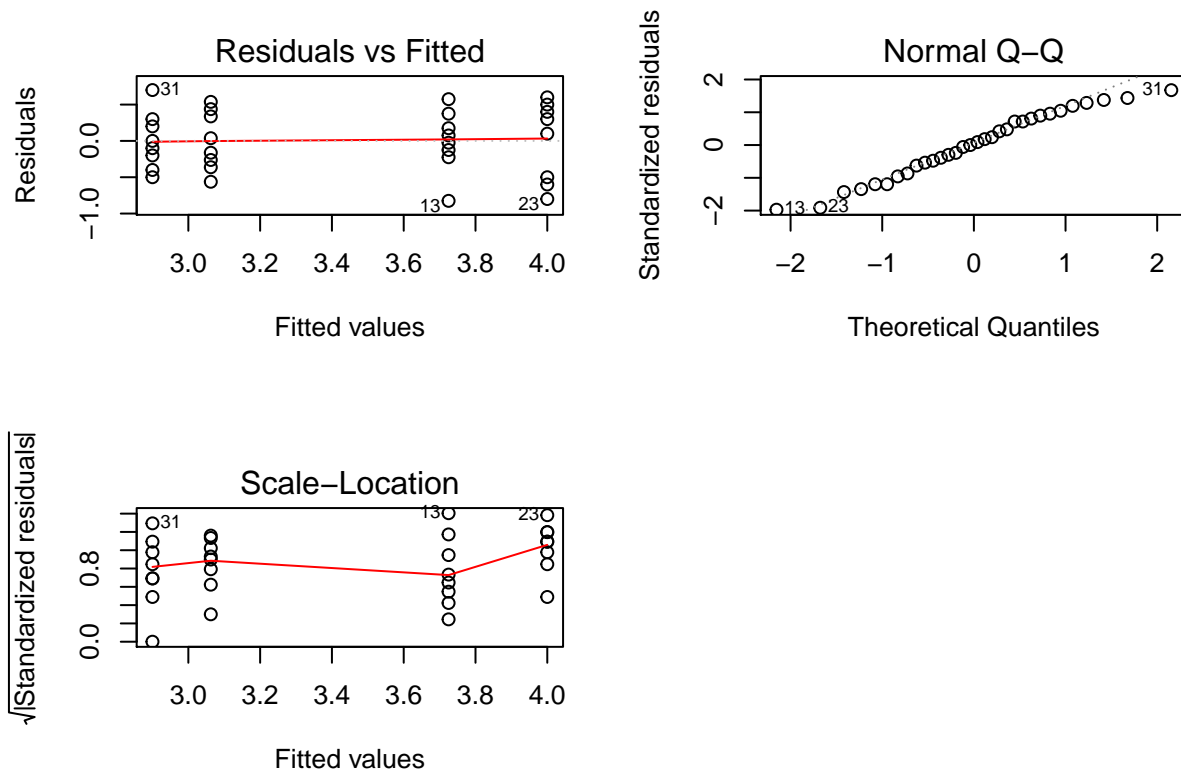 Residuals vs Fitted
Residuals
0.0
−1.0
31
13
23
3.0 3.2 3.4 3.6 3.8 4.0
Fitted values
Normal Q−Q
Standardized residuals
2
0
−2
31
13
23
−2 −1 0 1 2
Theoretical Quantiles
Scale−Location
√|Standardized residuals|
0.8
0.0
31
13
23
3.0 3.2 3.4 3.6 3.8 4.0
Fitted values